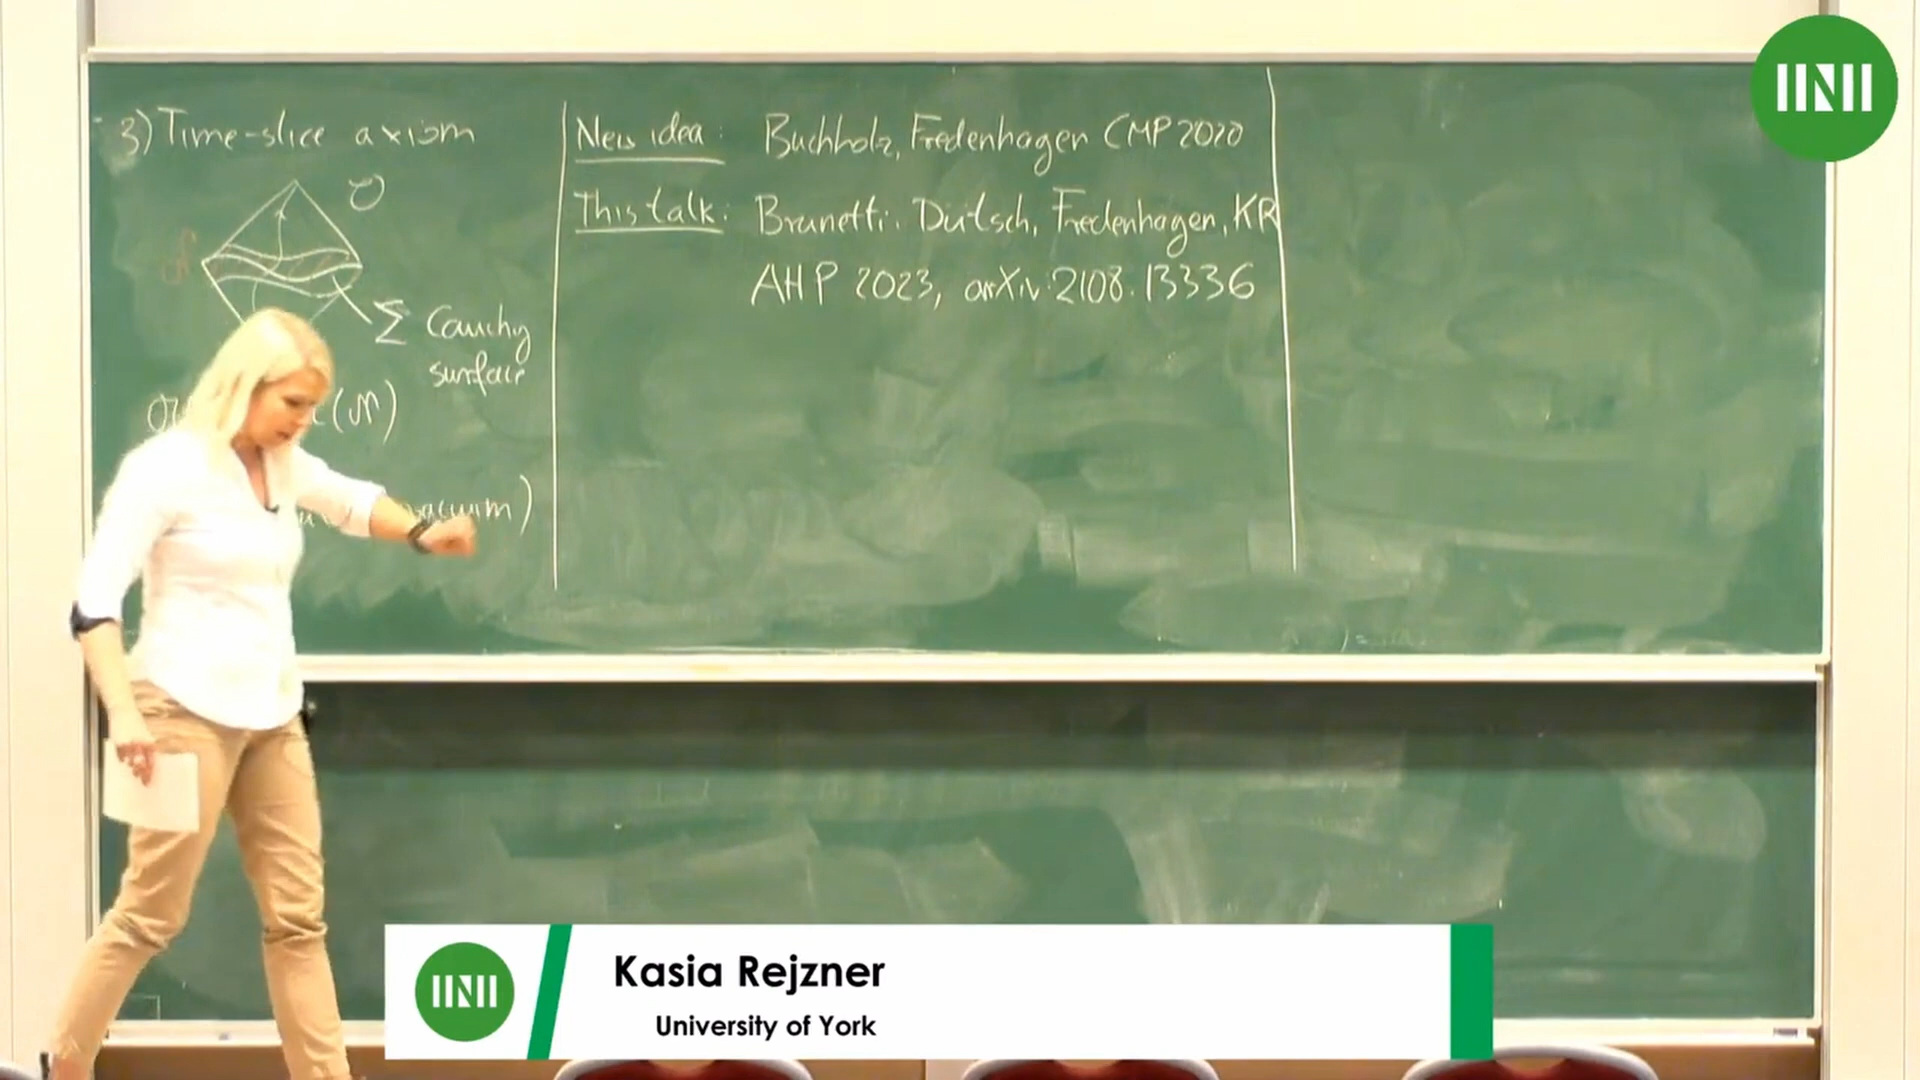 3) Time-slice axiom
O
Σ Cauchy
surface
(N)
vacuum)
New idea: Buchholz, Fredenhagen CMP 2020
This talk: Brunetti, Dütsch, Fredenhagen, KR
AHP 2023, arXiv:2108.13336
Kasia Rejzner
University of York